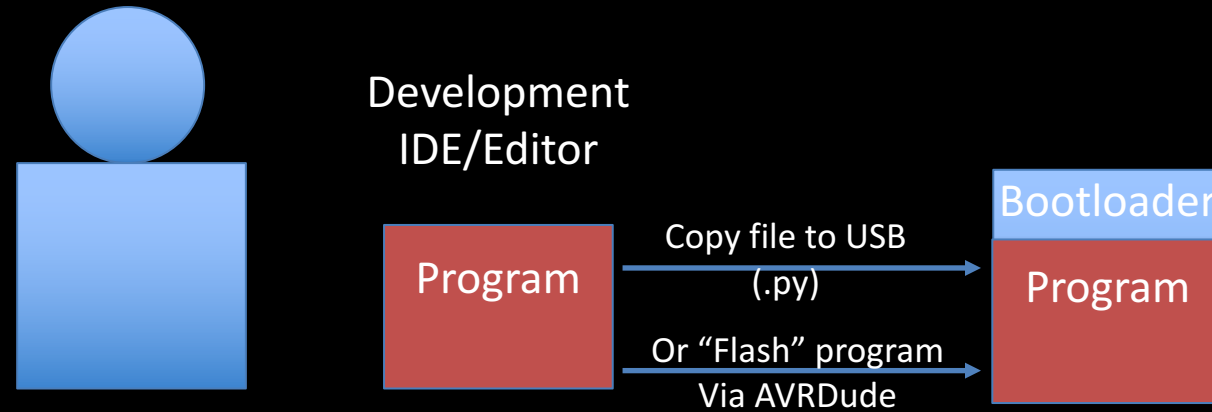 Development
IDE/Editor
Program
Copy file to USB
(.py)
Or “Flash” program
Via AVRDude
Bootloader
Program